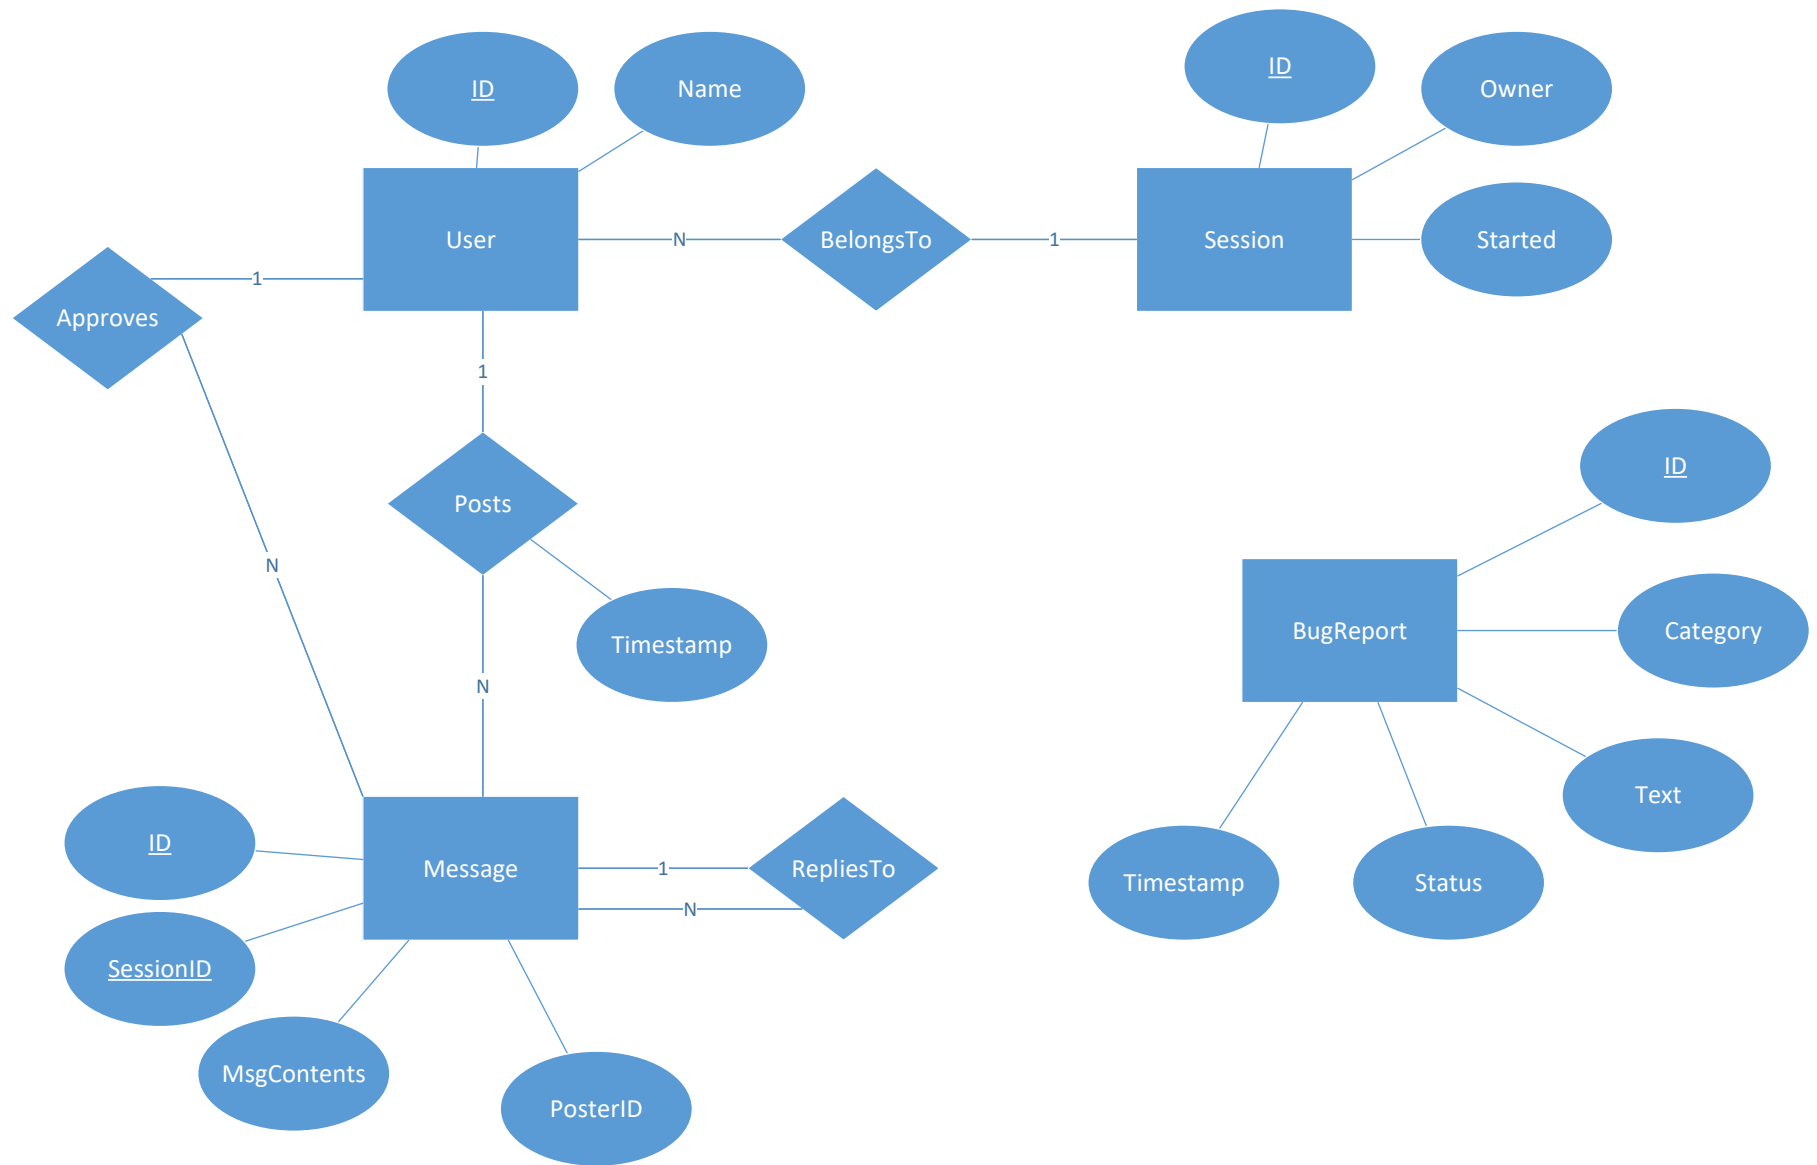 ID
Name
ID
Owner
User
N
BelongsTo
1
Session
Started
1
Approves
1
ID
Posts
N
BugReport
Category
Timestamp
N
Text
ID
Message
1
RepliesTo
Timestamp
Status
N
SessionID
MsgContents
PosterID